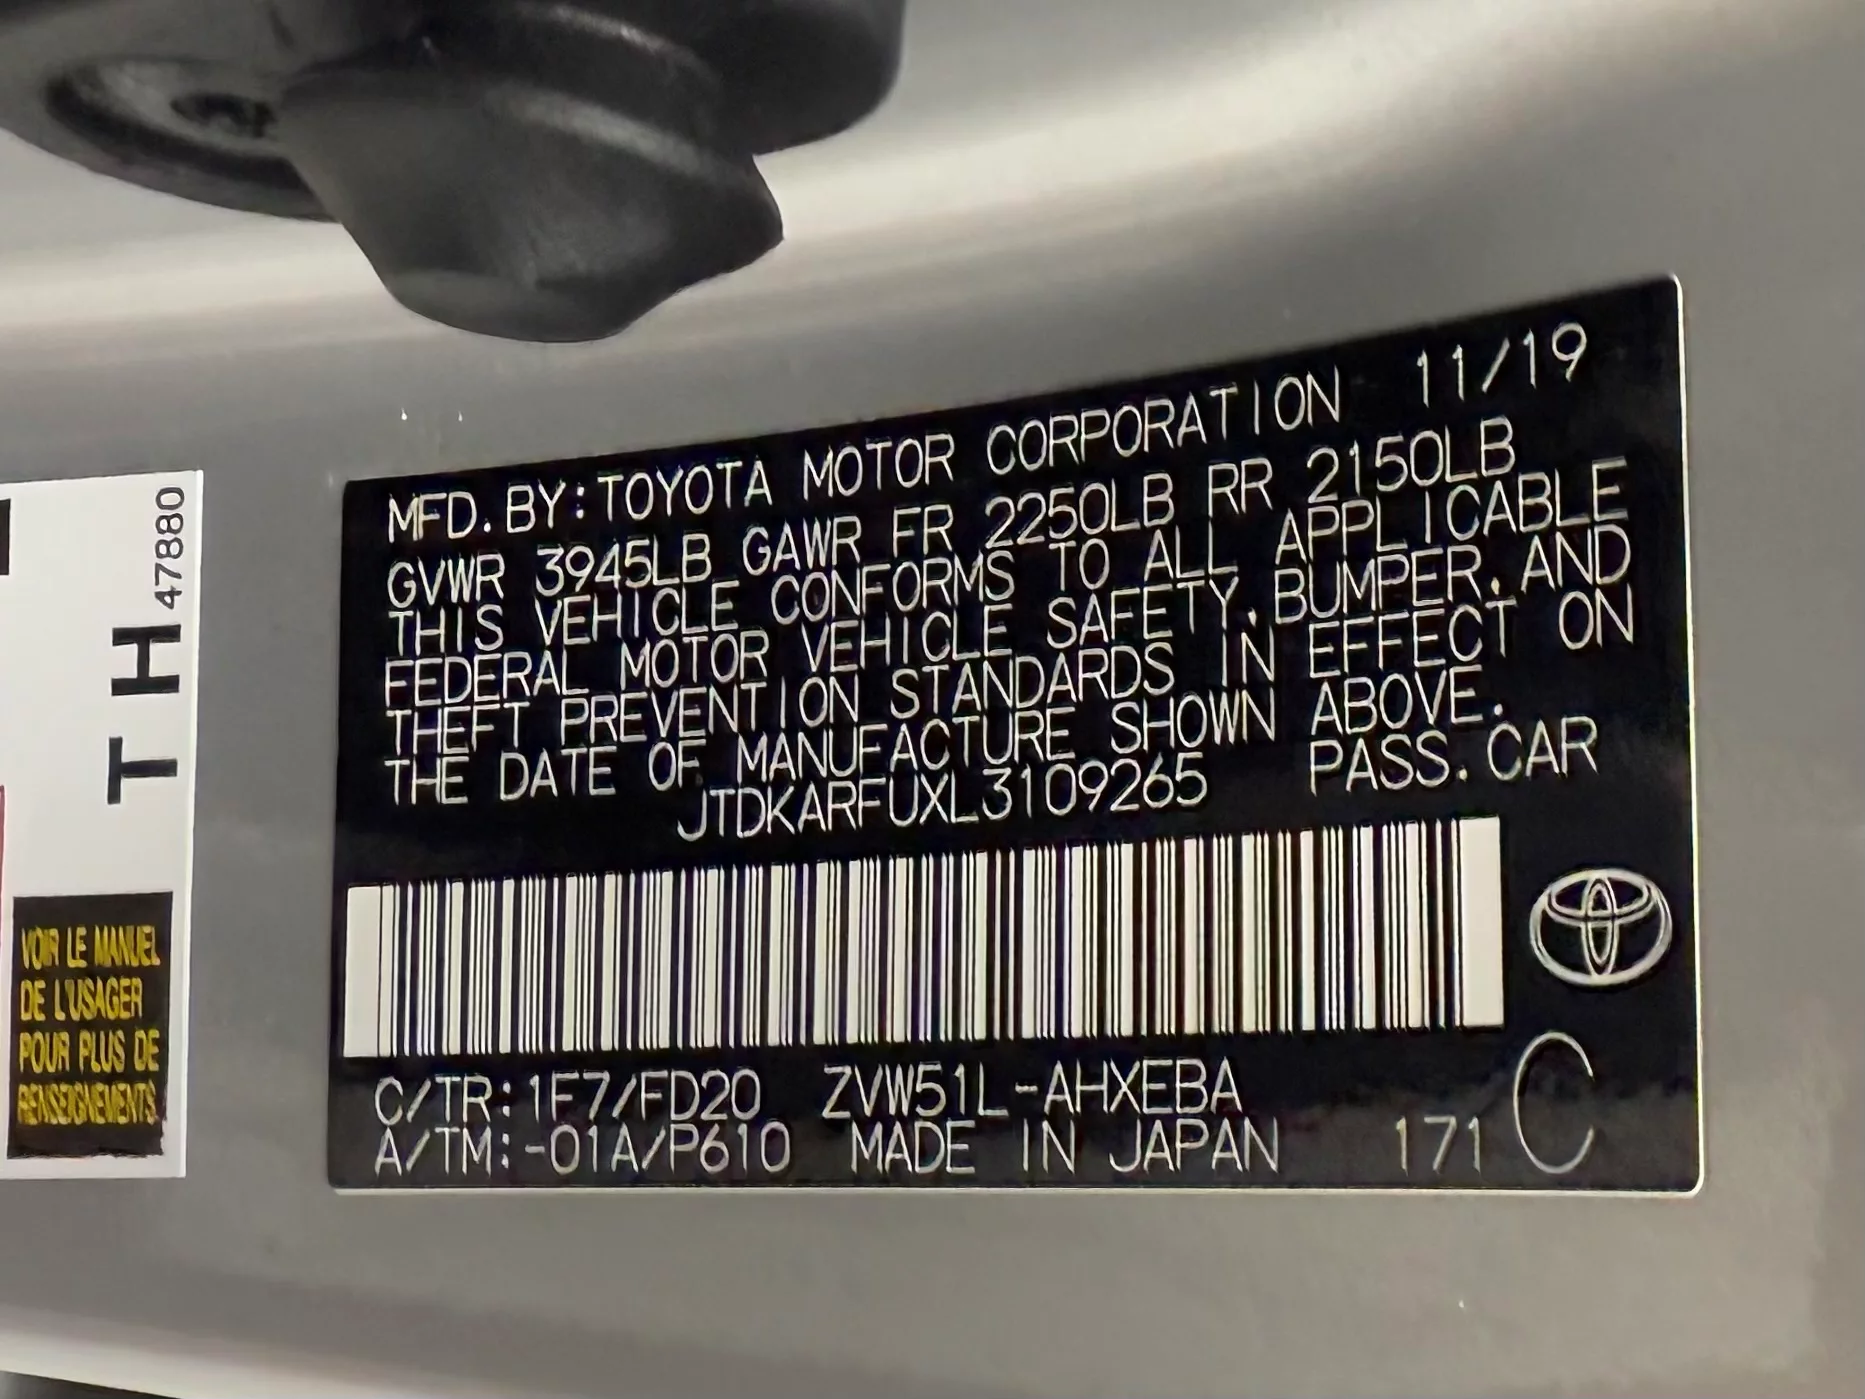 MFD.BY:TOYOTA MOTOR CORPORATION 11/19
GVWR 3945LB GAWR FR 2250LB RR 2150LB
THIS VEHICLE CONFORMS TO ALL APPLICABLE
FEDERAL MOTOR VEHICLE SAFETY,BUMPER,AND
THEFT PREVENTION STANDARDS IN EFFECT ON
THE DATE OF MANUFACTURE SHOWN ABOVE.
JTDKARFUXL3109265 PASS.CAR
C/TR:1F7/FD20 ZVW51L-AHXEBA
A/TM:-01A/P610 MADE IN JAPAN 171 C
TH 47880
VOIR LE MANUEL
DE L'USAGER
POUR PLUS DE
RENSEIGNEMENTS.